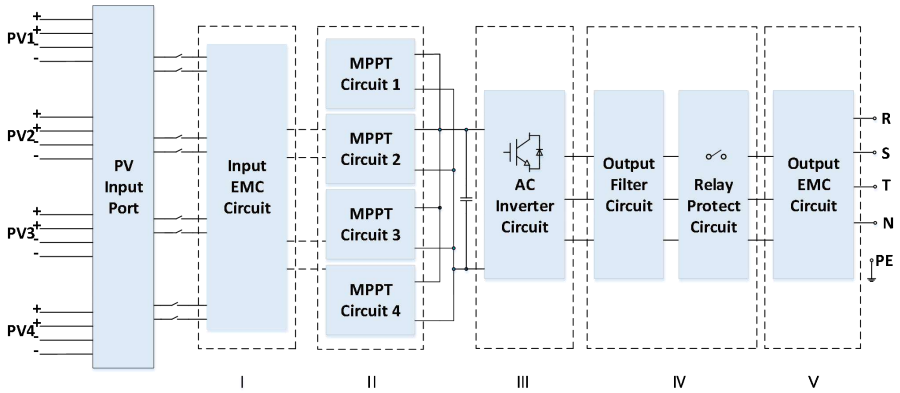 +
PV1
+
-
-
+
PV2
+
-
-
+
PV3
+
-
-
+
PV4
+
-
-
PV
Input
Port
Input
EMC
Circuit
MPPT
Circuit 1
MPPT
Circuit 2
MPPT
Circuit 3
MPPT
Circuit 4
AC
Inverter
Circuit
Output
Filter
Circuit
Relay
Protect
Circuit
Output
EMC
Circuit
R
S
T
N
PE
I
II
III
IV
V